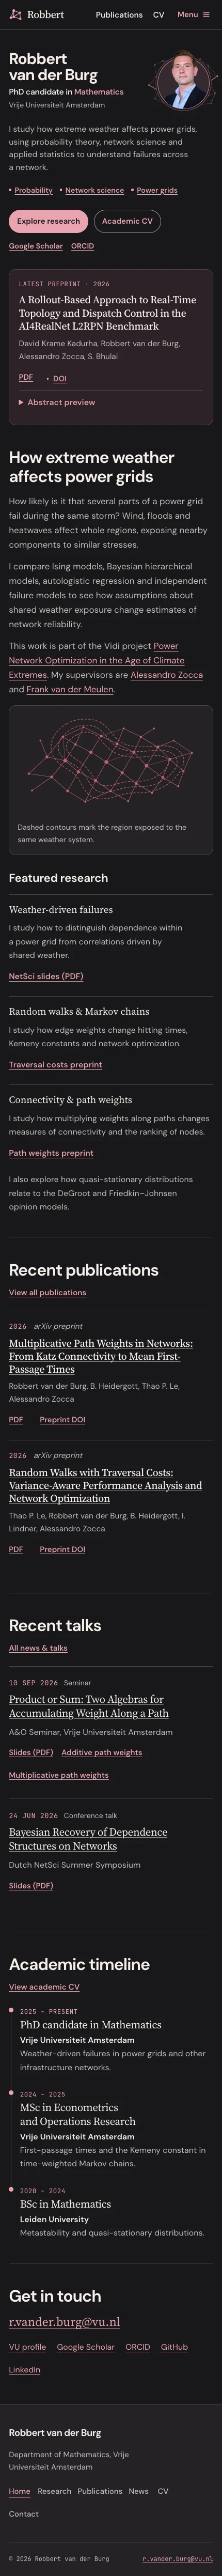 Robbert
Publications CV Menu
Robbert
van der Burg
PhD candidate in Mathematics
Vrije Universiteit Amsterdam
I study how extreme weather affects power grids,
using probability theory, network science and
applied statistics to understand failures across
a network.
Probability Network science Power grids
Explore research Academic CV
Google Scholar ORCID
LATEST PREPRINT · 2026
A Rollout-Based Approach to Real-Time
Topology and Dispatch Control in the
AI4RealNet L2RPN Benchmark
David Krame Kadurha, Robbert van der Burg,
Alessandro Zocca, S. Bhulai
PDF • DOI
▶ Abstract preview
How extreme weather
affects power grids
How likely is it that several parts of a power grid
fail during the same storm? Wind, floods and
heatwaves affect whole regions, exposing nearby
components to similar stresses.
I compare Ising models, Bayesian hierarchical
models, autologistic regression and independent
failure models to see how assumptions about
shared weather exposure change estimates of
network reliability.
This work is part of the Vidi project Power
Network Optimization in the Age of Climate
Extremes. My supervisors are Alessandro Zocca
and Frank van der Meulen.
Dashed contours mark the region exposed to the
same weather system.
Featured research
Weather-driven failures
I study how to distinguish dependence within
a power grid from correlations driven by
shared weather.
NetSci slides (PDF)
Random walks & Markov chains
I study how edge weights change hitting times,
Kemeny constants and network optimization.
Traversal costs preprint
Connectivity & path weights
I study how multiplying weights along paths changes
measures of connectivity and the ranking of nodes.
Path weights preprint
I also explore how quasi-stationary distributions
relate to the DeGroot and Friedkin–Johnsen
opinion models.
Recent publications
View all publications
2026 arXiv preprint
Multiplicative Path Weights in Networks:
From Katz Connectivity to Mean First-
Passage Times
Robbert van der Burg, B. Heidergott, Thao P. Le,
Alessandro Zocca
PDF Preprint DOI
2026 arXiv preprint
Random Walks with Traversal Costs:
Variance-Aware Performance Analysis and
Network Optimization
Thao P. Le, Robbert van der Burg, B. Heidergott, I.
Lindner, Alessandro Zocca
PDF Preprint DOI
Recent talks
All news & talks
10 SEP 2026 Seminar
Product or Sum: Two Algebras for
Accumulating Weight Along a Path
A&O Seminar, Vrije Universiteit Amsterdam
Slides (PDF) Additive path weights
Multiplicative path weights
24 JUN 2026 Conference talk
Bayesian Recovery of Dependence
Structures on Networks
Dutch NetSci Summer Symposium
Slides (PDF)
Academic timeline
View academic CV
2025 – PRESENT
PhD candidate in Mathematics
Vrije Universiteit Amsterdam
Weather-driven failures in power grids and other
infrastructure networks.
2024 – 2025
MSc in Econometrics
and Operations Research
Vrije Universiteit Amsterdam
First-passage times and the Kemeny constant in
time-weighted Markov chains.
2020 – 2024
BSc in Mathematics
Leiden University
Metastability and quasi-stationary distributions.
Get in touch
r.vander.burg@vu.nl
VU profile Google Scholar ORCID GitHub
LinkedIn
Robbert van der Burg
Department of Mathematics, Vrije
Universiteit Amsterdam
Home Research Publications News CV
Contact
© 2026 Robbert van der Burg r.vander.burg@vu.nl